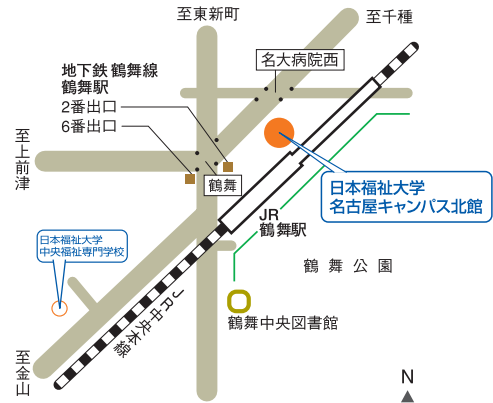 至東新町
至千種
名大病院西
地下鉄 鶴舞線
鶴舞駅
2番出口
6番出口
至上前津
鶴舞
日本福祉大学
名古屋キャンパス北館
JR
鶴舞駅
日本福祉大学
中央福祉専門学校
鶴舞公園
JR中央本線
鶴舞中央図書館
至金山
N